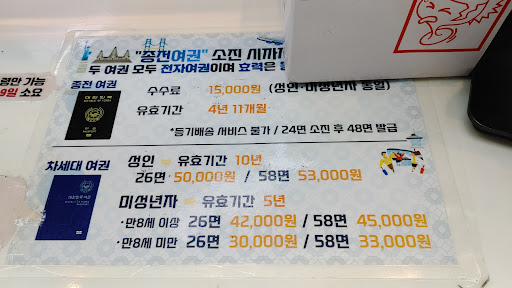 "종전여권" 소진 시까지
두 여권 모두 전자여권이며 효력은
종전 여권
수수료 15,000원 (성인·미성년자 동일)
유효기간 4년 11개월
*등기배송 서비스 불가 / 24면 소진 후 48면 발급
령만 가능
9일 소요
차세대 여권
성인 유효기간 10년
26면 50,000원 / 58면 53,000원
미성년자 유효기간 5년
·만8세 이상 26면 42,000원 / 58면 45,000원
·만8세 미만 26면 30,000원 / 58면 33,000원